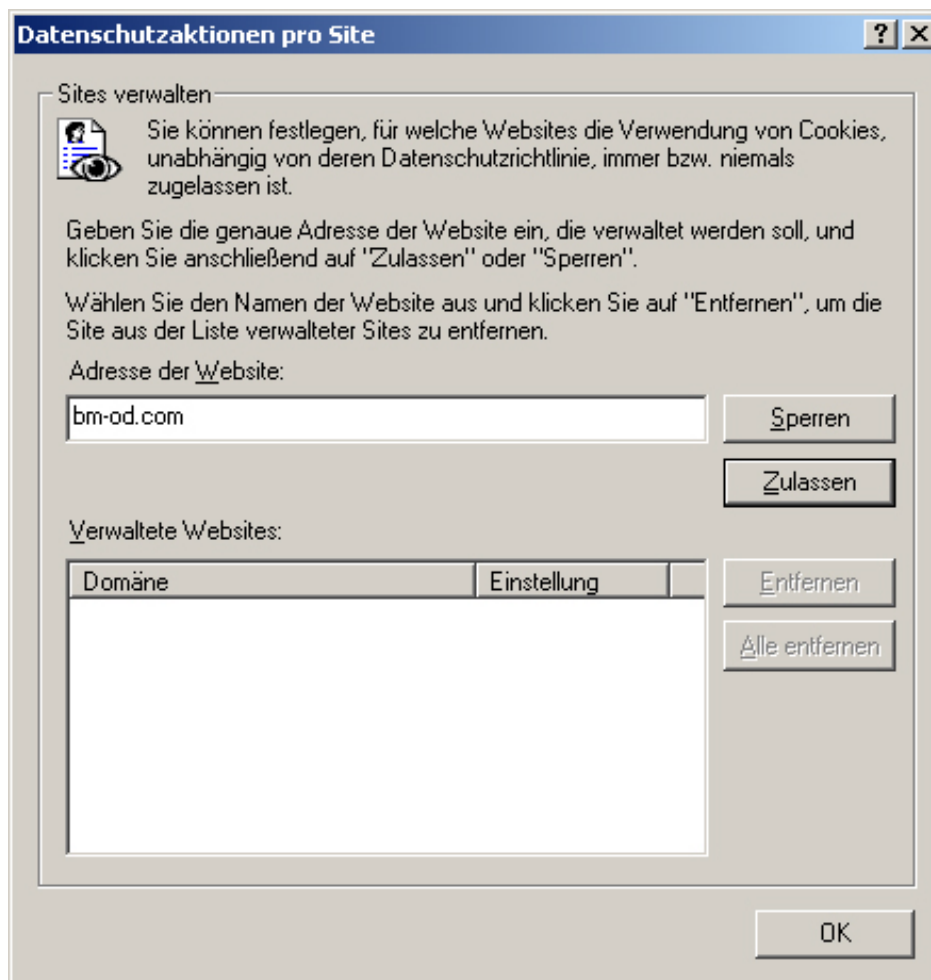 Datenschutzaktionen pro Site
Sites verwalten
Sie können festlegen, für welche Websites die Verwendung von Cookies,
unabhängig von deren Datenschutzrichtlinie, immer bzw. niemals
zugelassen ist.
Geben Sie die genaue Adresse der Website ein, die verwaltet werden soll, und
klicken Sie anschließend auf "Zulassen" oder "Sperren".
Wählen Sie den Namen der Website aus und klicken Sie auf "Entfernen", um die
Site aus der Liste verwalteter Sites zu entfernen.
Adresse der Website:
bm-od.com
Sperren
Zulassen
Verwaltete Websites:
Domäne Einstellung
Entfernen
Alle entfernen
OK